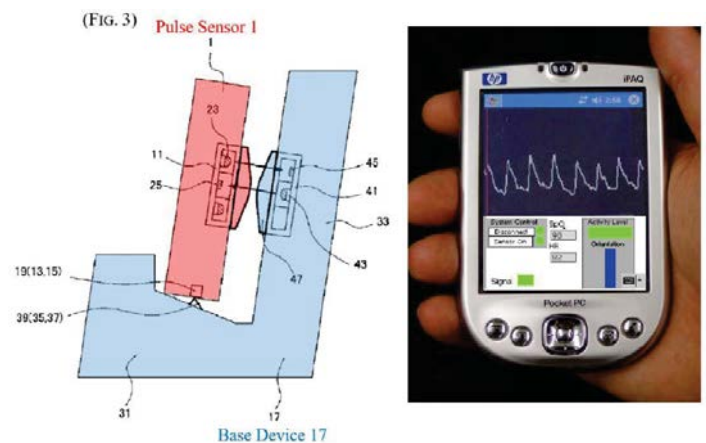 (FIG. 3)
Pulse Sensor 1
1
23
11
25
45
41
33
43
47
19(13,15)
39(35,37)
31
17
Base Device 17
hp
iPAQ
System Control
Disconnect
Sensor On
SpO2
HR
Activity Level
Orientation
Signal
Pocket PC